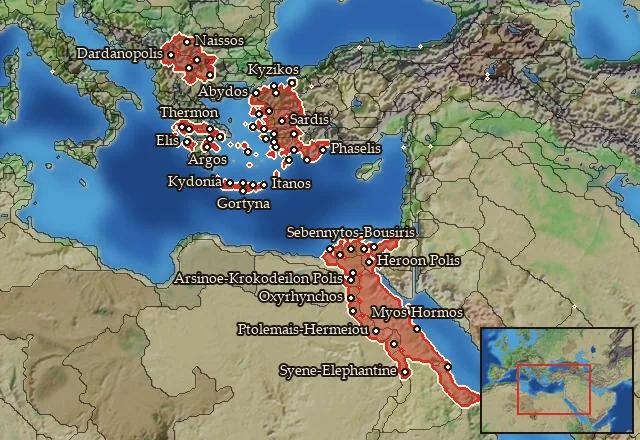 Naissos
Dardanopolis
Kyzikos
Abydos
Thermon
Sardis
Elis
Phaselis
Argos
Kydonia
Itanos
Gortyna
Sebennytos-Bousiris
Heroon Polis
Arsinoe-Krokodeilon Polis
Oxyrhynchos
Myos Hormos
Ptolemais-Hermeiou
Syene-Elephantine